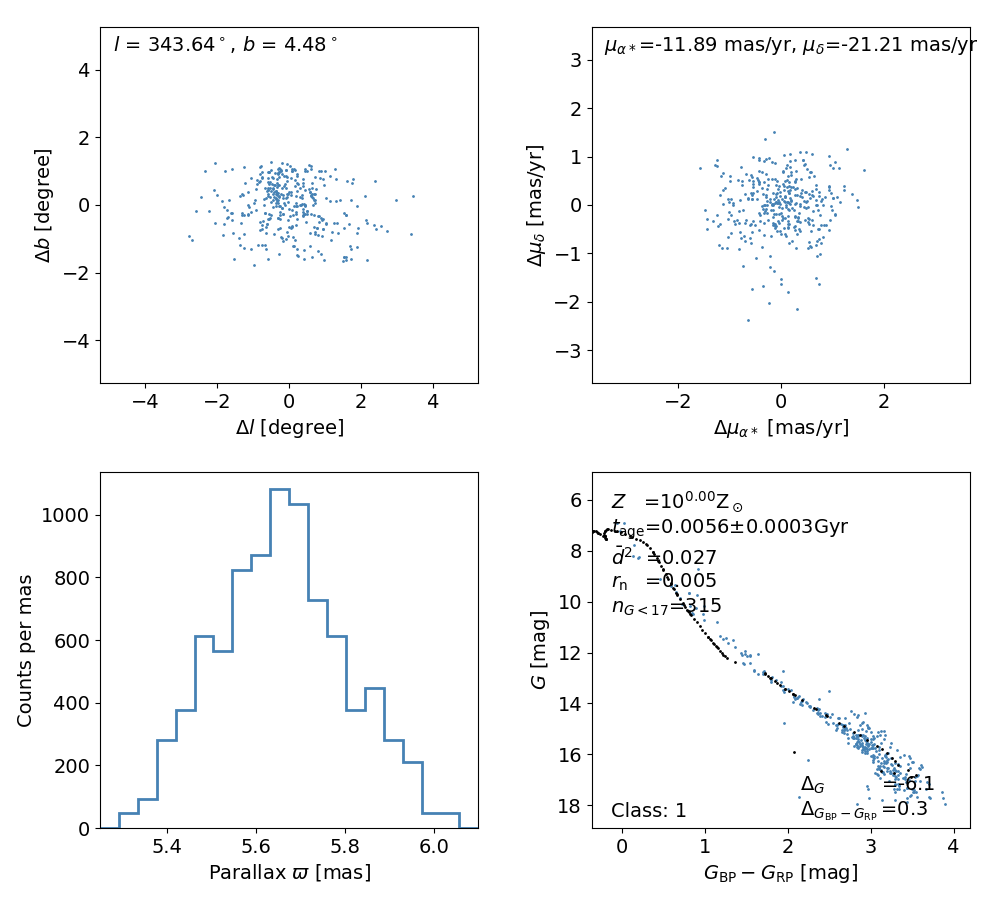 l = 343.64°, b = 4.48°
4
2
0
−2
−4
Δb [degree]
−4 −2 0 2 4
Δl [degree]
μα*=-11.89 mas/yr, μδ=-21.21 mas/yr
3
2
1
0
−1
−2
−3
Δμδ [mas/yr]
−2 0 2
Δμα* [mas/yr]
1000
800
600
400
200
0
Counts per mas
5.4 5.6 5.8 6.0
Parallax ϖ [mas]
Z =10^0.00 Z⊙
t_age=0.0056±0.0003Gyr
d̄² =0.027
r_n =0.005
n_G<17=315
6
8
10
12
14
16
18
G [mag]
Δ_G =-6.1
Class: 1
Δ_G_BP−G_RP =0.3
0 1 2 3 4
G_BP − G_RP [mag]